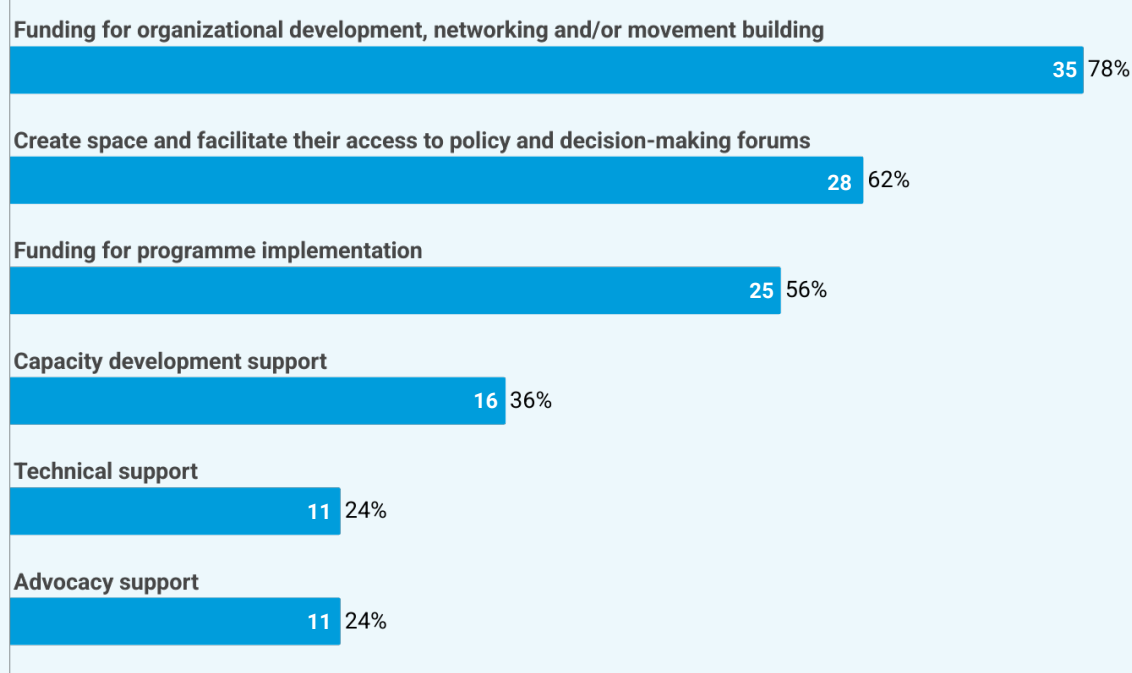 Funding for organizational development, networking and/or movement building
35 78%
Create space and facilitate their access to policy and decision-making forums
28 62%
Funding for programme implementation
25 56%
Capacity development support
16 36%
Technical support
11 24%
Advocacy support
11 24%